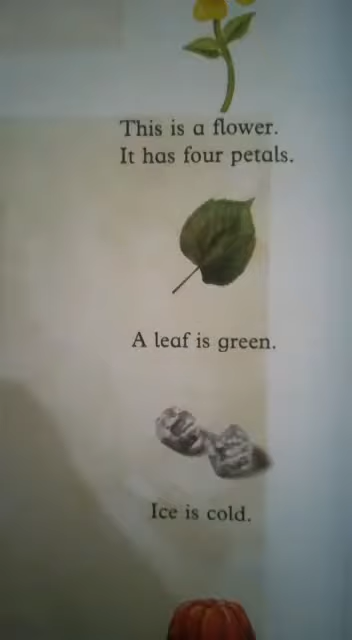 This is a flower.
It has four petals.
A leaf is green.
Ice is cold.